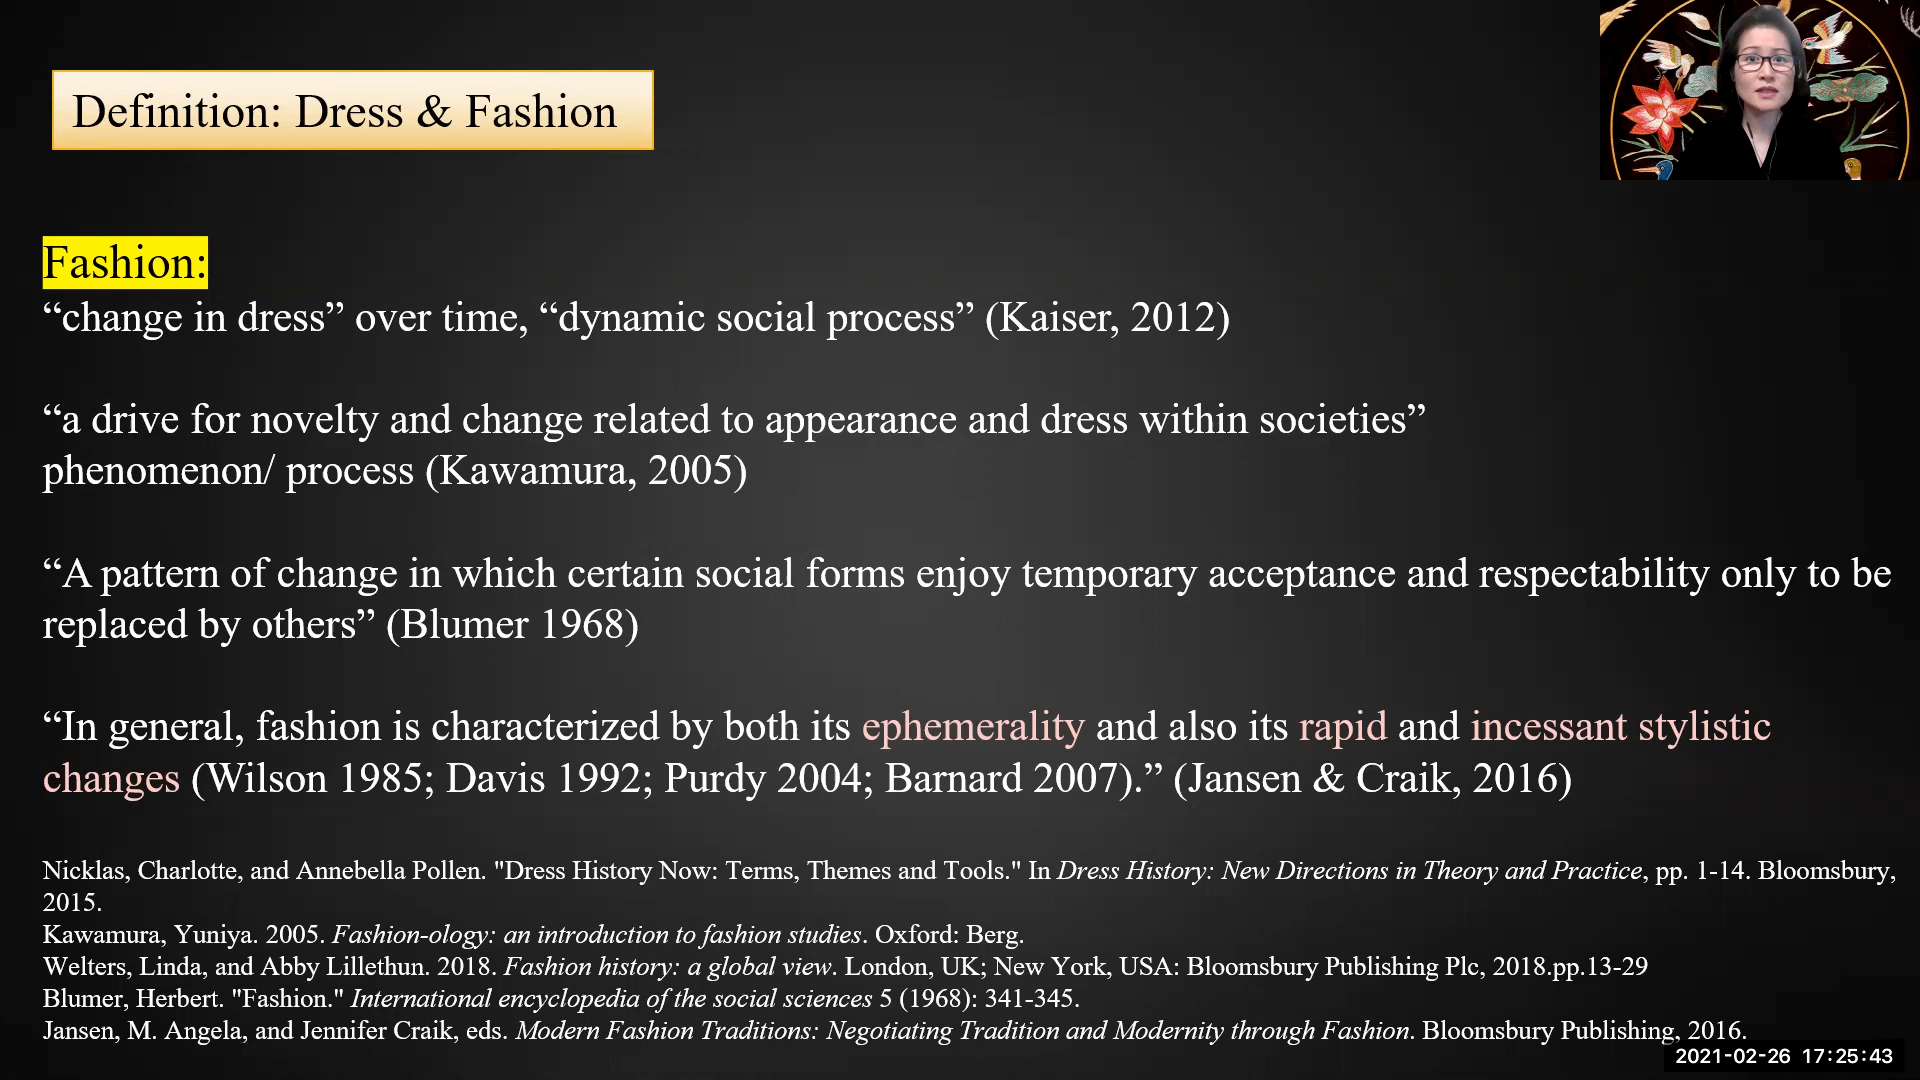 Definition: Dress & Fashion
Fashion:
“change in dress” over time, “dynamic social process” (Kaiser, 2012)
“a drive for novelty and change related to appearance and dress within societies”
phenomenon/ process (Kawamura, 2005)
“A pattern of change in which certain social forms enjoy temporary acceptance and respectability only to be
replaced by others” (Blumer 1968)
“In general, fashion is characterized by both its ephemerality and also its rapid and incessant stylistic
changes (Wilson 1985; Davis 1992; Purdy 2004; Barnard 2007).” (Jansen & Craik, 2016)
Nicklas, Charlotte, and Annebella Pollen. "Dress History Now: Terms, Themes and Tools." In Dress History: New Directions in Theory and Practice, pp. 1-14. Bloomsbury,
2015.
Kawamura, Yuniya. 2005. Fashion-ology: an introduction to fashion studies. Oxford: Berg.
Welters, Linda, and Abby Lillethun. 2018. Fashion history: a global view. London, UK; New York, USA: Bloomsbury Publishing Plc, 2018.pp.13-29
Blumer, Herbert. "Fashion." International encyclopedia of the social sciences 5 (1968): 341-345.
Jansen, M. Angela, and Jennifer Craik, eds. Modern Fashion Traditions: Negotiating Tradition and Modernity through Fashion. Bloomsbury Publishing, 2016.
2021-02-26 17:25:43